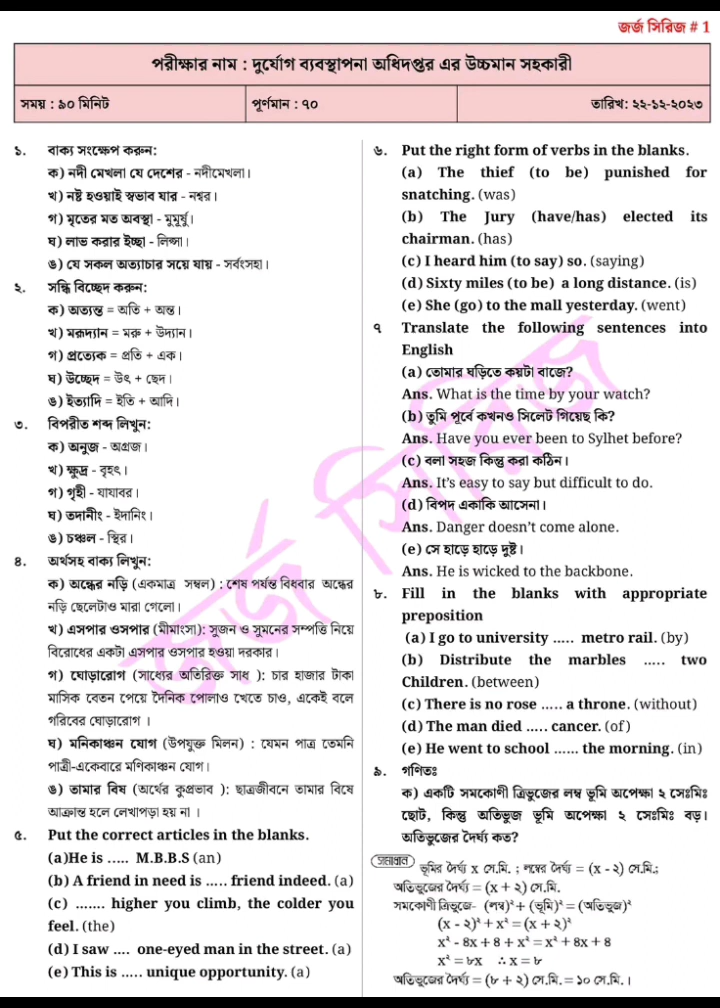 জর্জ সিরিজ # 1
পরীক্ষার নাম : দুর্যোগ ব্যবস্থাপনা অধিদপ্তর এর উচ্চমান সহকারী
সময় : ৯০ মিনিট
পূর্ণমান : ৭০
তারিখ: ২২-১২-২০২৩
১. বাক্য সংক্ষেপ করুন:
ক) নদী মেখলা যে দেশের - নদীমেখলা।
খ) নষ্ট হওয়াই স্বভাব যার - নশ্বর।
গ) মৃতের মত অবস্থা - মুমূর্ষু।
ঘ) লাভ করার ইচ্ছা - লিপ্সা।
ঙ) যে সকল অত্যাচার সয়ে যায় - সর্বংসহা।
২. সন্ধি বিচ্ছেদ করুন:
ক) অত্যন্ত = অতি + অন্ত।
খ) মরূদ্যান = মরু + উদ্যান।
গ) প্রত্যেক = প্রতি + এক।
ঘ) উচ্ছেদ = উৎ + ছেদ।
ঙ) ইত্যাদি = ইতি + আদি।
৩. বিপরীত শব্দ লিখুন:
ক) অনুজ - অগ্রজ।
খ) ক্ষুদ্র - বৃহৎ।
গ) গৃহী - যাযাবর।
ঘ) তদানীং - ইদানিং।
ঙ) চঞ্চল - স্থির।
৪. অর্থসহ বাক্য লিখুন:
ক) অন্ধের নড়ি (একমাত্র সম্বল) : শেষ পর্যন্ত বিধবার অন্ধের
নড়ি ছেলেটাও মারা গেলো।
খ) এসপার ওসপার (মীমাংসা): সুজন ও সুমনের সম্পত্তি নিয়ে
বিরোধের একটা এসপার ওসপার হওয়া দরকার।
গ) ঘোড়ারোগ (সাধ্যের অতিরিক্ত সাধ ): চার হাজার টাকা
মাসিক বেতন পেয়ে দৈনিক পোলাও খেতে চাও, একেই বলে
গরিবের ঘোড়ারোগ ।
ঘ) মনিকাঞ্চন যোগ (উপযুক্ত মিলন) : যেমন পাত্র তেমনি
পাত্রী-একেবারে মণিকাঞ্চন যোগ।
ঙ) তামার বিষ (অর্থের কুপ্রভাব ): ছাত্রজীবনে তামার বিষে
আক্রান্ত হলে লেখাপড়া হয় না ।
৫. Put the correct articles in the blanks.
(a)He is ..... M.B.B.S (an)
(b) A friend in need is ..... friend indeed. (a)
(c) ....... higher you climb, the colder you
feel. (the)
(d) I saw .... one-eyed man in the street. (a)
(e) This is ..... unique opportunity. (a)
৬. Put the right form of verbs in the blanks.
(a) The thief (to be) punished for
snatching. (was)
(b) The Jury (have/has) elected its
chairman. (has)
(c) I heard him (to say) so. (saying)
(d) Sixty miles (to be) a long distance. (is)
(e) She (go) to the mall yesterday. (went)
৭ Translate the following sentences into
English
(a) তোমার ঘড়িতে কয়টা বাজে?
Ans. What is the time by your watch?
(b) তুমি পূর্বে কখনও সিলেট গিয়েছ কি?
Ans. Have you ever been to Sylhet before?
(c) বলা সহজ কিন্তু করা কঠিন।
Ans. It's easy to say but difficult to do.
(d) বিপদ একাকি আসেনা।
Ans. Danger doesn't come alone.
(e) সে হাড়ে হাড়ে দুষ্ট।
Ans. He is wicked to the backbone.
৮. Fill in the blanks with appropriate
preposition
(a) I go to university ..... metro rail. (by)
(b) Distribute the marbles ..... two
Children. (between)
(c) There is no rose ..... a throne. (without)
(d) The man died ..... cancer. (of)
(e) He went to school ...... the morning. (in)
৯. গণিতঃ
ক) একটি সমকোণী ত্রিভুজের লম্ব ভূমি অপেক্ষা ২ সেঃমিঃ
ছোট, কিন্তু অতিভুজ ভূমি অপেক্ষা ২ সেঃমিঃ বড়।
অতিভুজের দৈর্ঘ্য কত?
সমাধান ভূমির দৈর্ঘ্য x সে.মি. ; লম্বের দৈর্ঘ্য = (x - ২) সে.মি.;
অতিভুজের দৈর্ঘ্য = (x + ২) সে.মি.
সমকোণী ত্রিভুজে- (লম্ব)² + (ভূমি)² = (অতিভুজ)²
(x - ২)² + x² = (x + ২)²
x² - ৪x + ৪ + x² = x² + ৪x + ৪
x² = ৮x ∴ x = ৮
অতিভুজের দৈর্ঘ্য = (৮ + ২) সে.মি. = ১০ সে.মি. ।
জর্জ সিরিজ